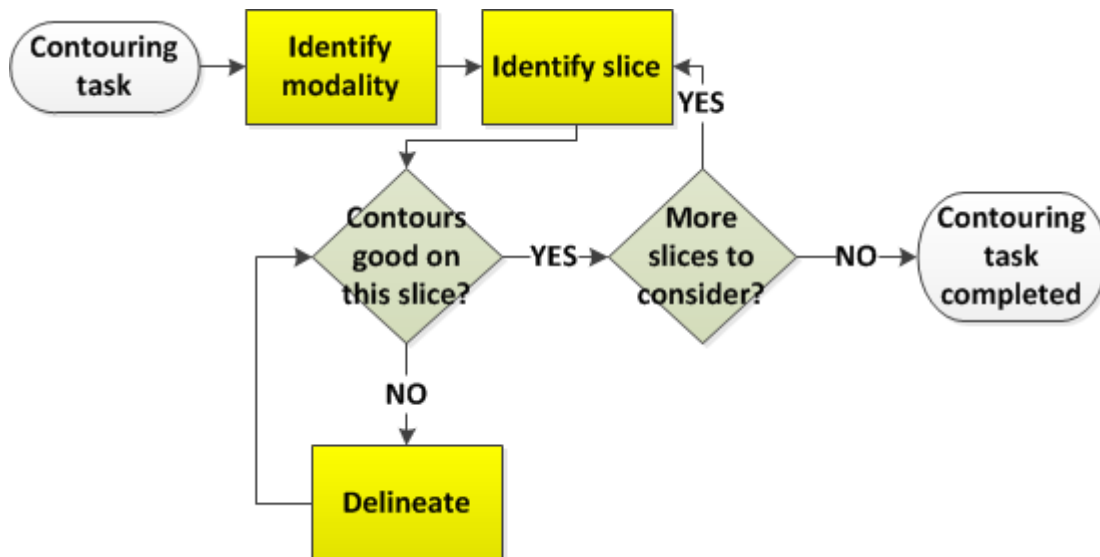 Contouring
task
Identify
modality
Identify slice
YES
Contours
good on
this slice?
YES
More
slices to
consider?
NO
Contouring
task
completed
NO
Delineate